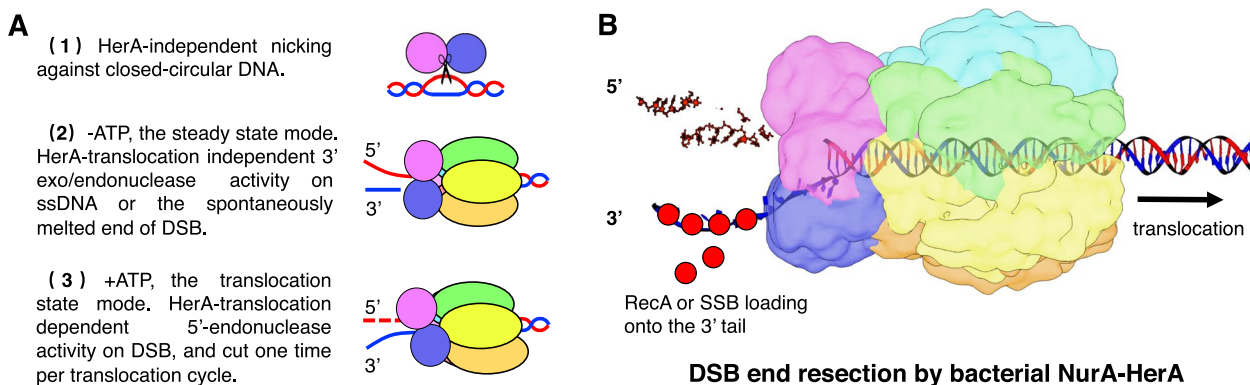 A
(1) HerA-independent nicking
against closed-circular DNA.
(2) -ATP, the steady state mode.
HerA-translocation independent 3’
exo/endonuclease activity on
ssDNA or the spontaneously
melted end of DSB.
5’
3’
(3) +ATP, the translocation
state mode. HerA-translocation
dependent 5’-endonuclease
activity on DSB, and cut one time
per translocation cycle.
5’
3’
B
5’
3’
translocation
RecA or SSB loading
onto the 3’ tail
DSB end resection by bacterial NurA-HerA